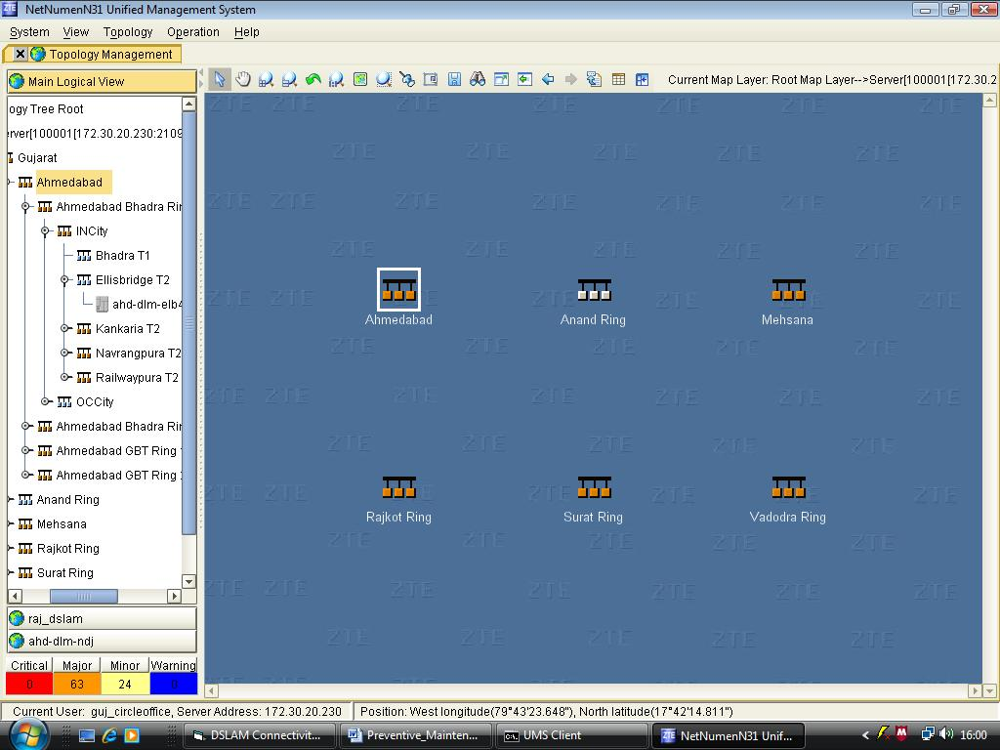 NetNumenN31 Unified Management System
System View Topology Operation Help
Topology Management
Main Logical View
Current Map Layer: Root Map Layer-->Server[100001[172.30.2
ogy Tree Root
erver[100001[172.30.20.230:2109
Gujarat
Ahmedabad
Ahmedabad Bhadra Rin
INCity
Bhadra T1
Ellisbridge T2
ahd-dlm-elb4
Kankaria T2
Navrangpura T2
Railwaypura T2
OCCity
Ahmedabad Bhadra Rin
Ahmedabad GBT Ring
Ahmedabad GBT Ring
Anand Ring
Mehsana
Rajkot Ring
Surat Ring
raj_dslam
ahd-dlm-ndj
Critical Major Minor Warning
0 63 24 0
Ahmedabad Anand Ring Mehsana
Rajkot Ring Surat Ring Vadodra Ring
ZTE
Current User: guj_circleoffice, Server Address: 172.30.20.230 Position: West longitude(79°43'23.648"), North latitude(17°42'14.811")
DSLAM Connectivit... Preventive_Mainten... UMS Client NetNumenN31 Unif... 16:00